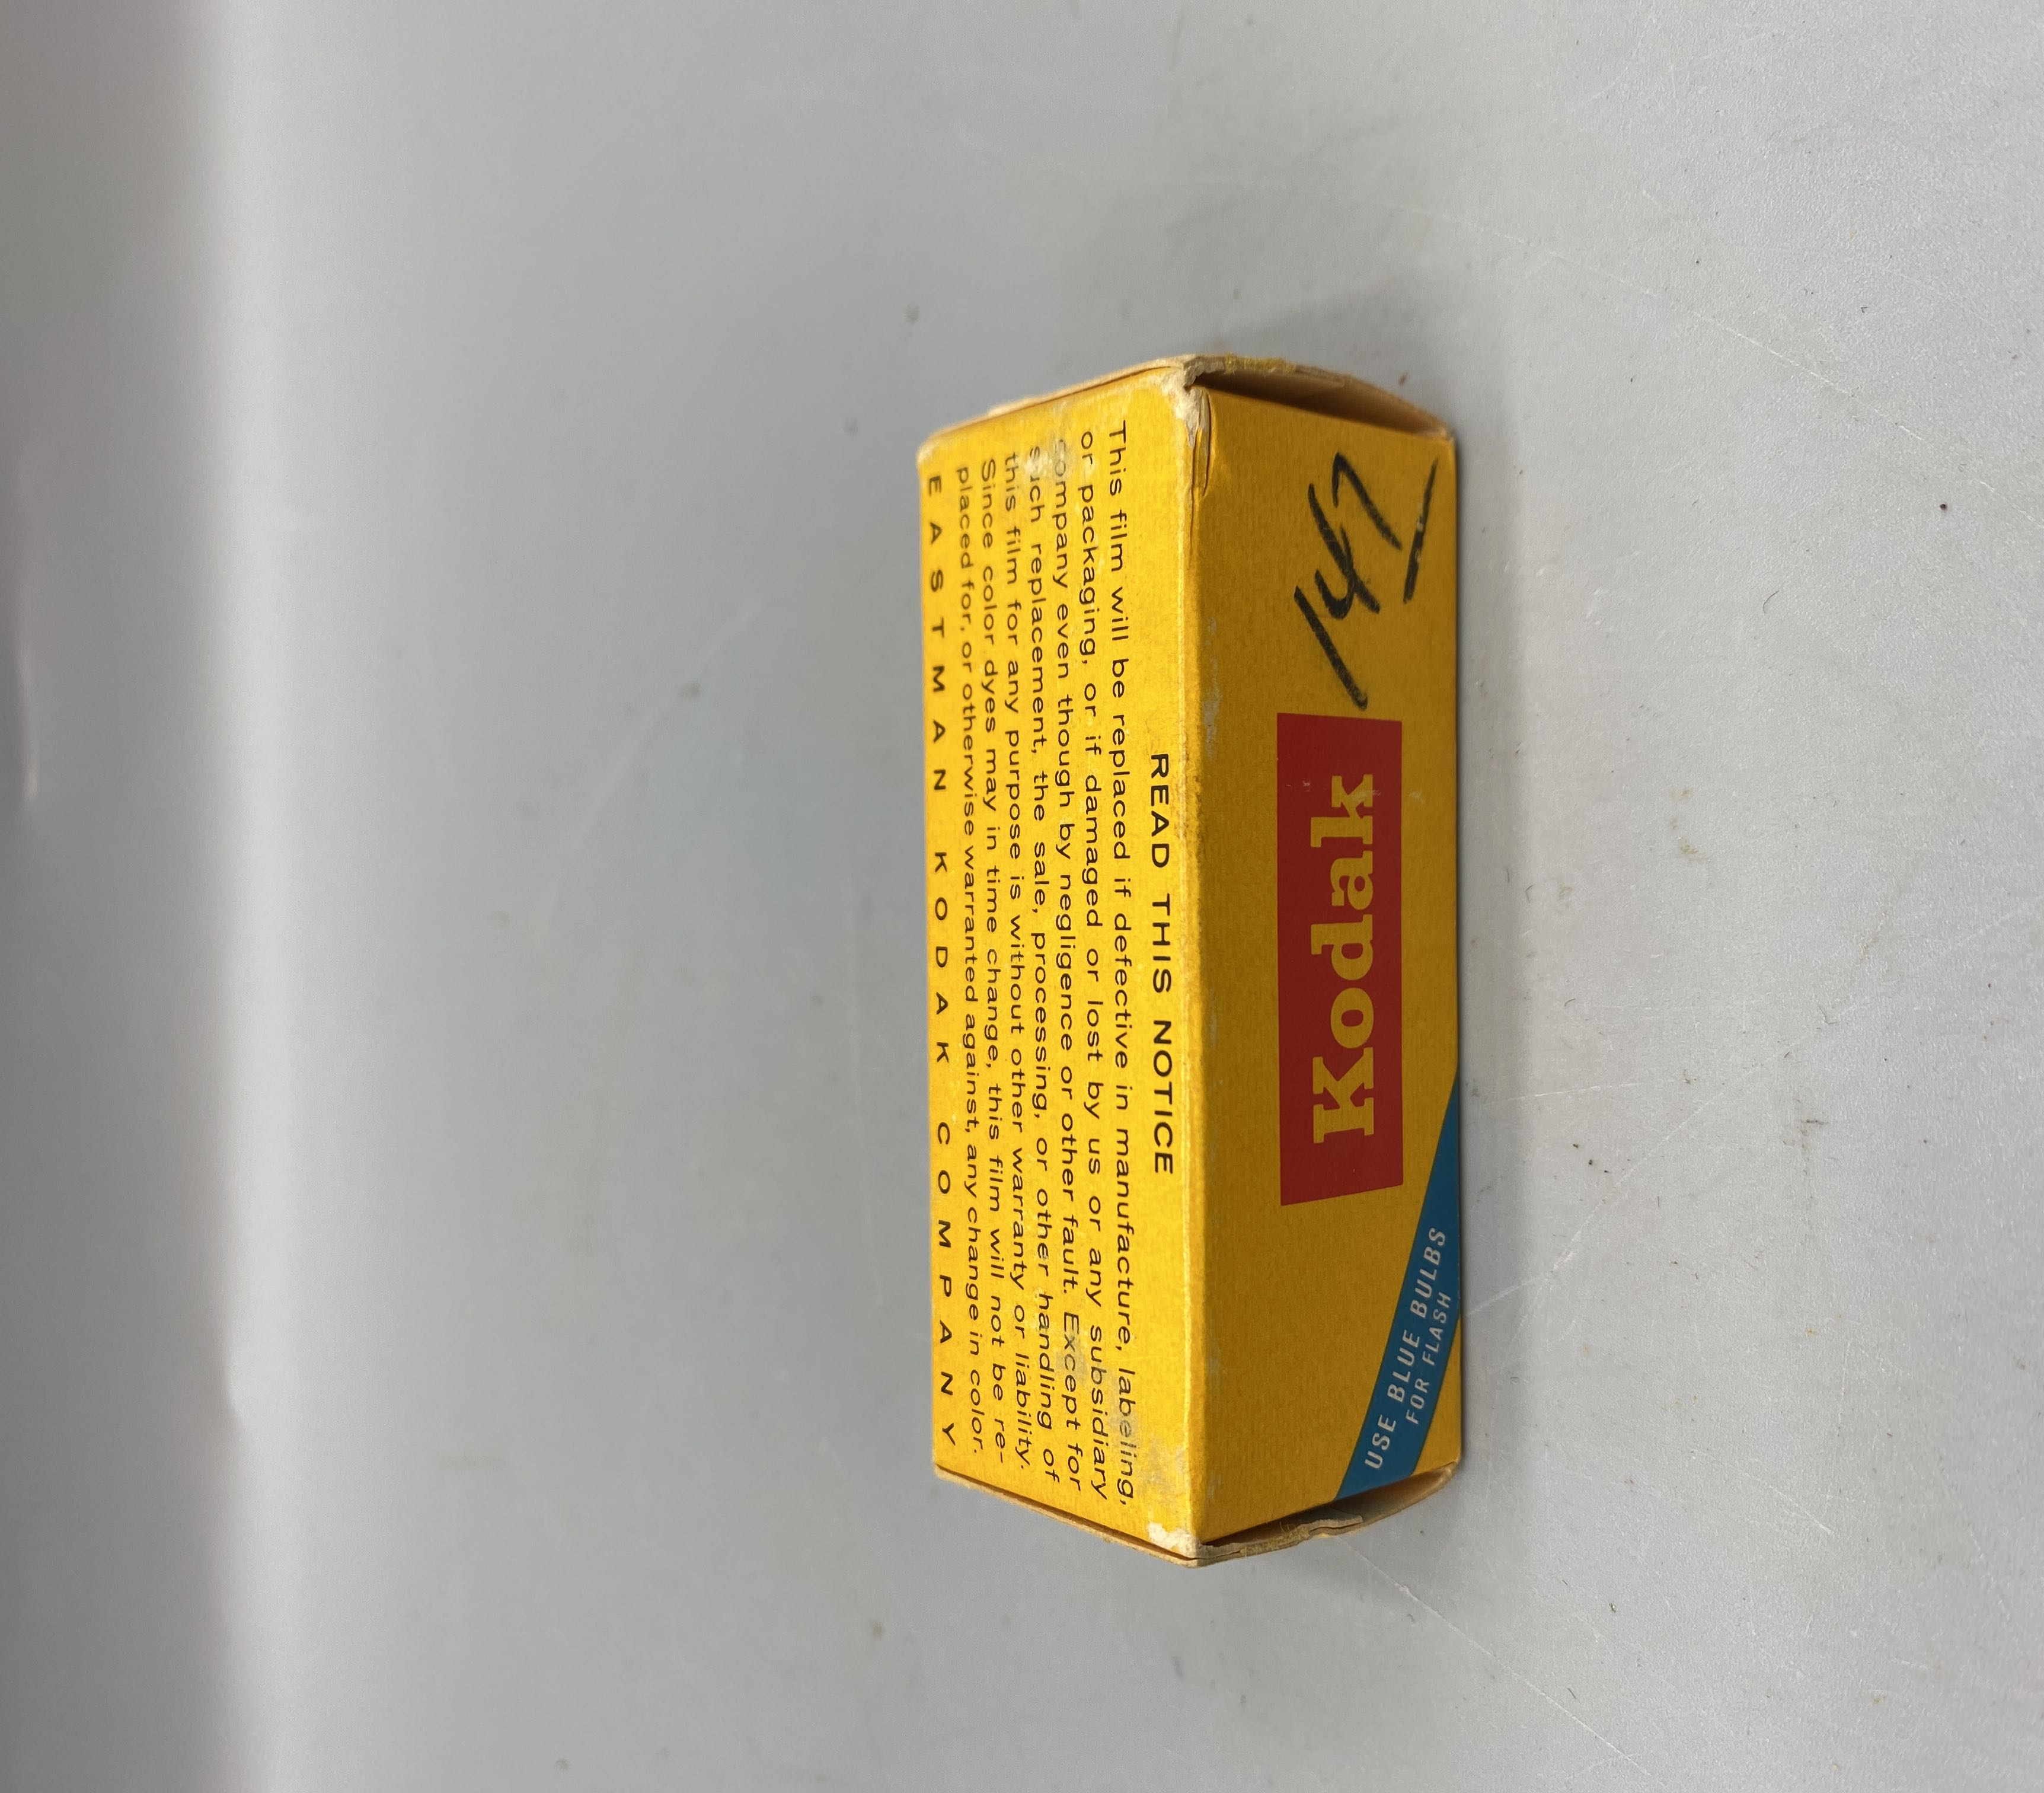 READ THIS NOTICE
This film will be replaced if defective in manufacture, labeling,
or packaging, or if damaged or lost by us or any subsidiary
company even though by negligence or other fault. Except for
such replacement, the sale, processing, or other handling of
this film for any purpose is without other warranty or liability.
Since color dyes may in time change, this film will not be re-
placed for, or otherwise warranted against, any change in color.
EASTMAN KODAK COMPANY
Kodak
147
USE BLUE BULBS
FOR FLASH